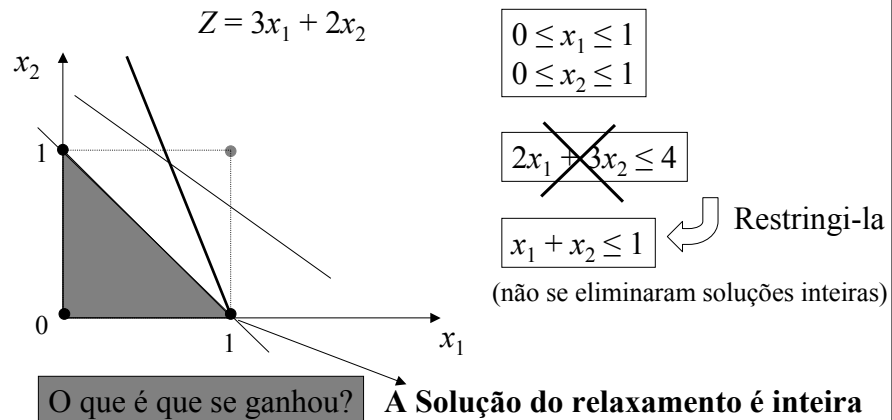 Z = 3x₁ + 2x₂
0 ≤ x₁ ≤ 1
0 ≤ x₂ ≤ 1
x₂
1
2x₁ + 3x₂ ≤ 4
Restringi-la
x₁ + x₂ ≤ 1
(não se eliminaram soluções inteiras)
0
1
x₁
O que é que se ganhou? A Solução do relaxamento é inteira